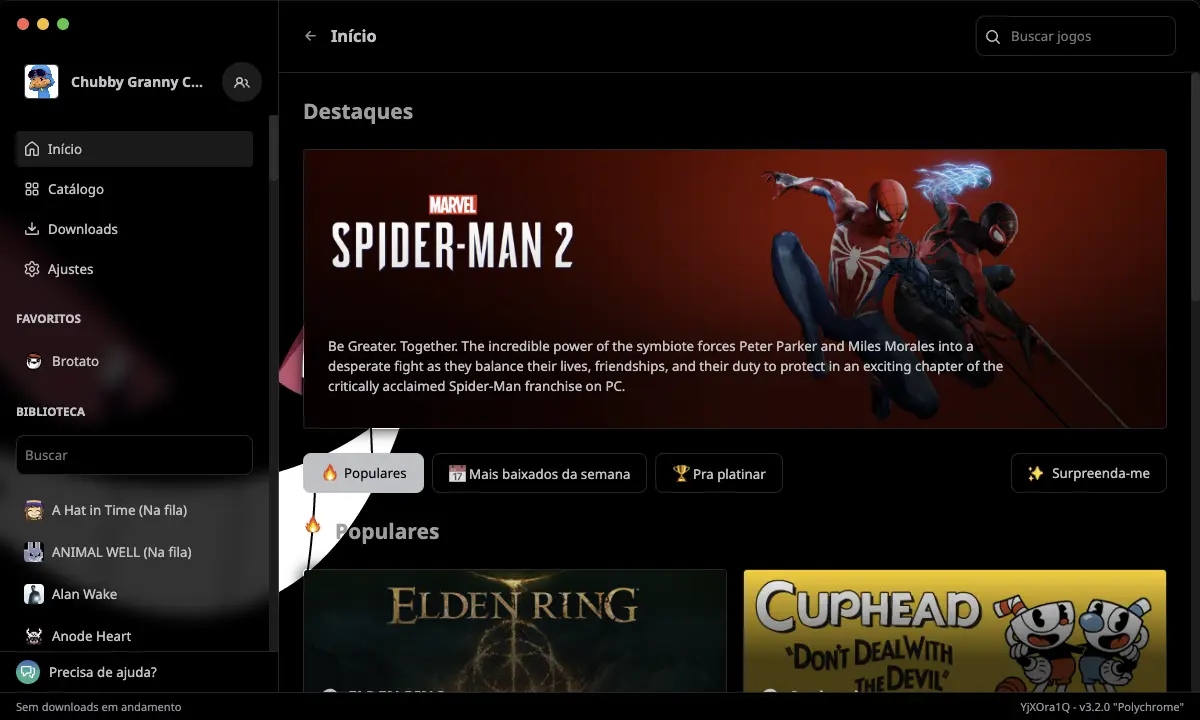 Chubby Granny C...
Início
Catálogo
Downloads
Ajustes
FAVORITOS
Brotato
BIBLIOTECA
Buscar
A Hat in Time (Na fila)
ANIMAL WELL (Na fila)
Alan Wake
Anode Heart
Precisa de ajuda?
Sem downloads em andamento
Início
Buscar jogos
Destaques
MARVEL
SPIDER-MAN 2
Be Greater. Together. The incredible power of the symbiote forces Peter Parker and Miles Morales into a
desperate fight as they balance their lives, friendships, and their duty to protect in an exciting chapter of the
critically acclaimed Spider-Man franchise on PC.
Populares
17 Mais baixados da semana
Pra platinar
Surpreenda-me
Populares
ELDEN RING
ELDEN RING
CUPHEAD
"DON'T DEAL WITH
THE DEVIL"
YjXOra1Q - v3.2.0 "Polychrome"